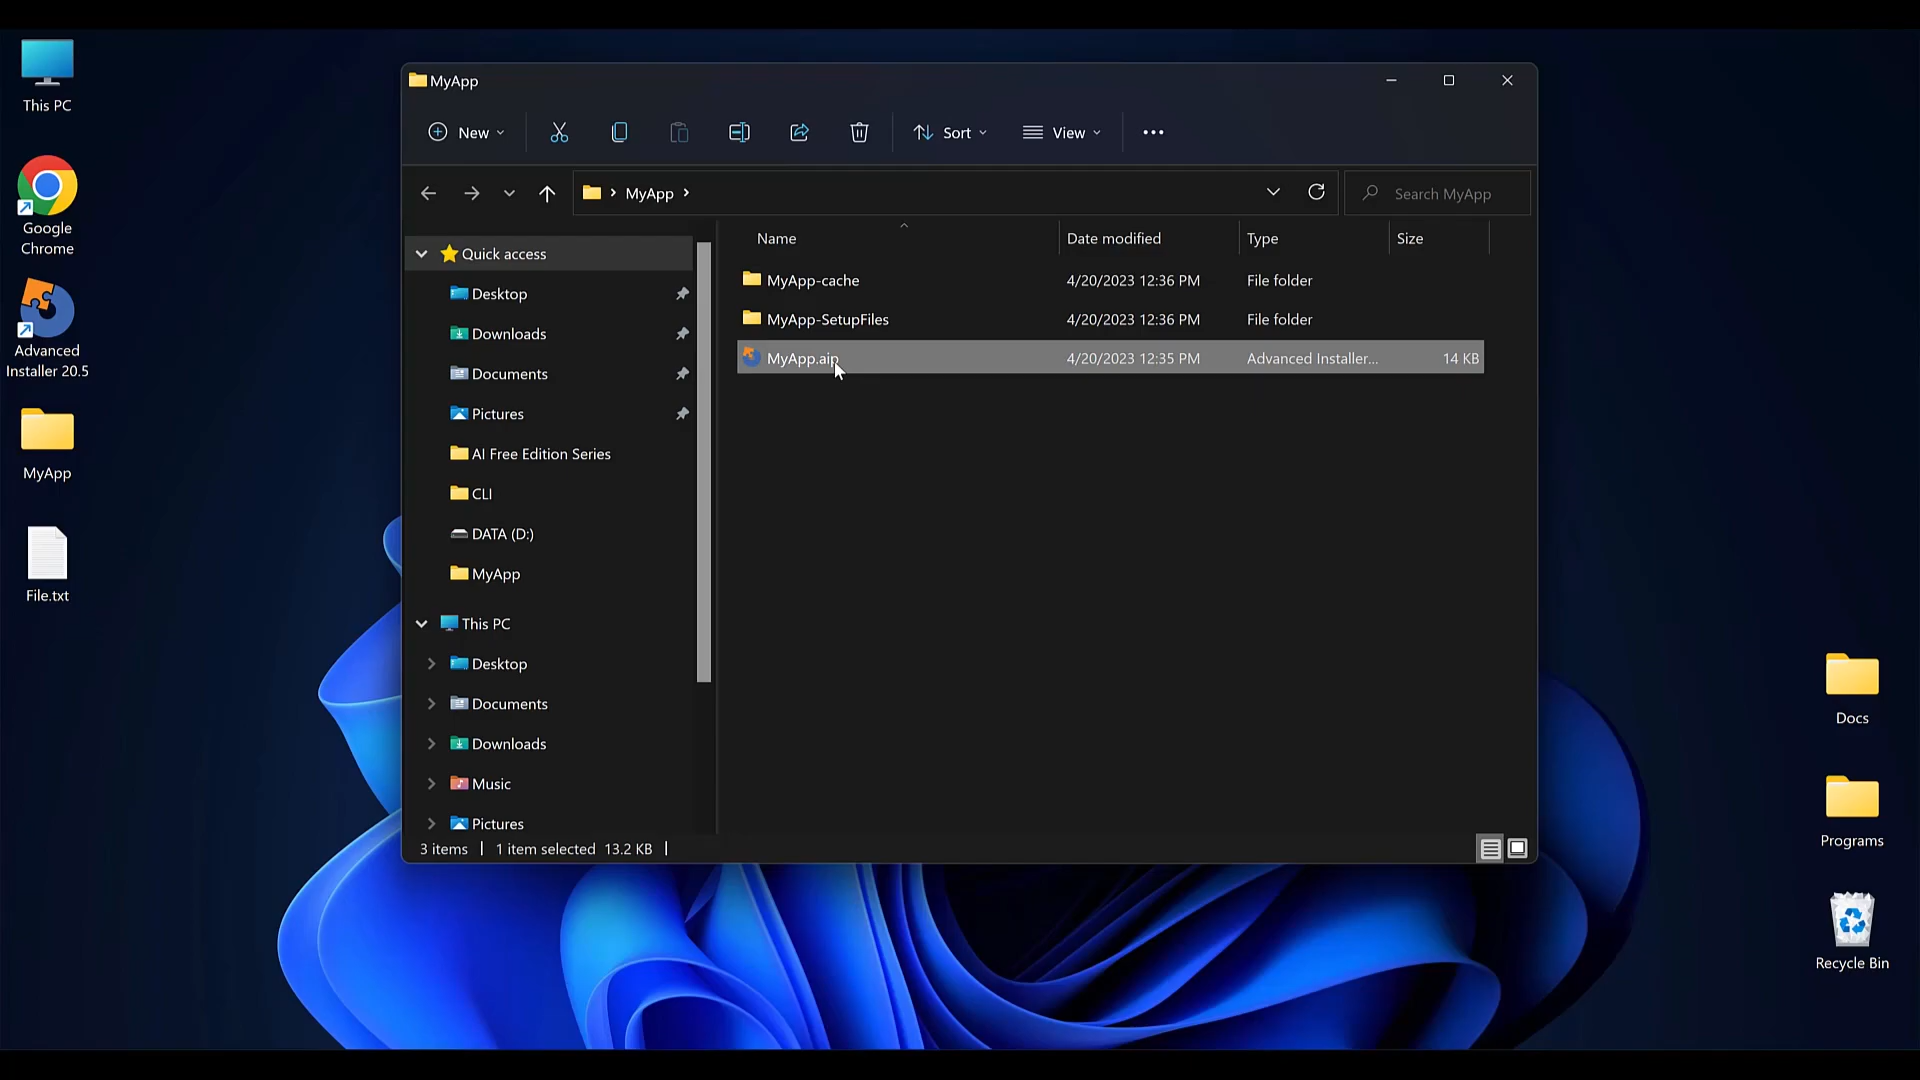 This PC
Google
Chrome
Advanced
Installer 20.5
MyApp
File.txt
MyApp
New
Sort
View
MyApp
Search MyApp
Quick access
Desktop
Downloads
Documents
Pictures
AI Free Edition Series
CLI
DATA (D:)
MyApp
This PC
Desktop
Documents
Downloads
Music
Pictures
Name Date modified Type Size
MyApp-cache 4/20/2023 12:36 PM File folder
MyApp-SetupFiles 4/20/2023 12:36 PM File folder
MyApp.aip 4/20/2023 12:35 PM Advanced Installer... 14 KB
3 items 1 item selected 13.2 KB
Docs
Programs
Recycle Bin